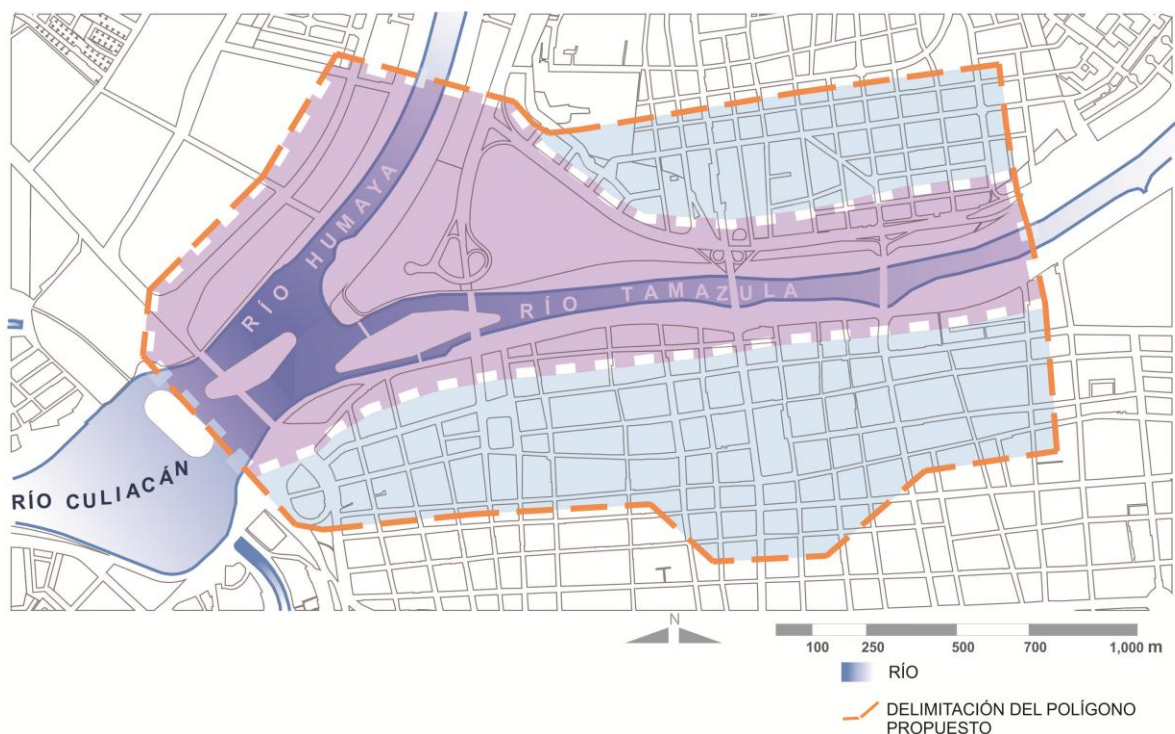 RÍO HUMAYA
RÍO TAMAZULA
RÍO CULIACÁN
N
100 250 500 700 1,000 m
RÍO
DELIMITACIÓN DEL POLÍGONO
PROPUESTO